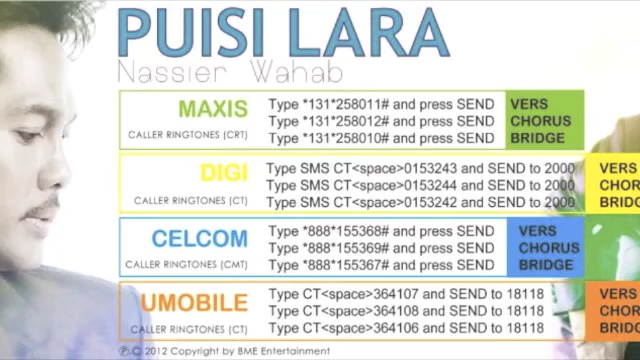 PUISI LARA
Nassier Wahab
MAXIS
CALLER RINGTONES (CRT)
Type *131*258011# and press SEND VERS
Type *131*258012# and press SEND CHORUS
Type *131*258010# and press SEND BRIDGE
DIGI
CALLER RINGTONES (CT)
Type SMS CT<space>0153243 and SEND to 2000 VERS
Type SMS CT<space>0153244 and SEND to 2000 CHOR
Type SMS CT<space>0153242 and SEND to 2000 BRIDG
CELCOM
CALLER RINGTONES (CMT)
Type *888*155368# and press SEND VERS
Type *888*155369# and press SEND CHORUS
Type *888*155367# and press SEND BRIDGE
UMOBILE
CALLER RINGTONES (CT)
Type CT<space>364107 and SEND to 18118 VERS
Type CT<space>364108 and SEND to 18118 CHOR
Type CT<space>364106 and SEND to 18118 BRIDG
Ⓟ.© 2012 Copyright by BME Entertainment